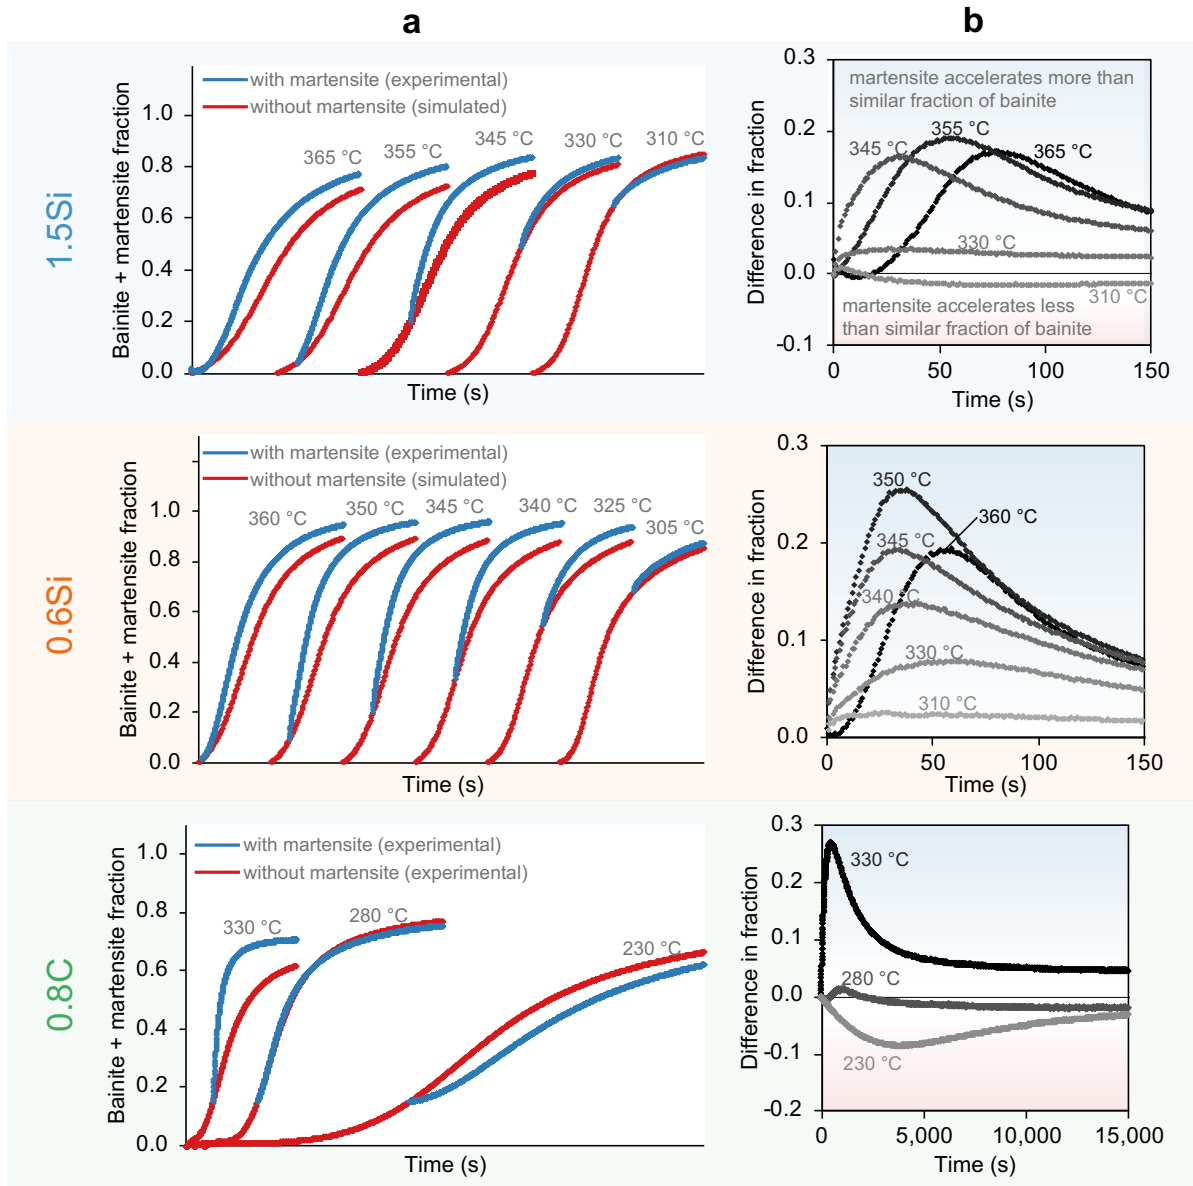 a
b
1.5Si
Bainite + martensite fraction
1.0
0.8
0.6
0.4
0.2
0.0
with martensite (experimental)
without martensite (simulated)
365 °C
355 °C
345 °C
330 °C
310 °C
Time (s)
Difference in fraction
0.3
0.2
0.1
0.0
-0.1
martensite accelerates more than
similar fraction of bainite
355 °C
345 °C
365 °C
330 °C
310 °C
martensite accelerates less
than similar fraction of bainite
0
50
100
150
Time (s)
0.6Si
Bainite + martensite fraction
1.0
0.8
0.6
0.4
0.2
0.0
with martensite (experimental)
without martensite (simulated)
360 °C
350 °C
345 °C
340 °C
325 °C
305 °C
Time (s)
Difference in fraction
0.3
0.2
0.1
0.0
350 °C
360 °C
345 °C
340 °C
330 °C
310 °C
0
50
100
150
Time (s)
0.8C
Bainite + martensite fraction
1.0
0.8
0.6
0.4
0.2
0.0
with martensite (experimental)
without martensite (experimental)
330 °C
280 °C
230 °C
Time (s)
Difference in fraction
0.3
0.2
0.1
0.0
-0.1
-0.2
330 °C
280 °C
230 °C
0
5,000
10,000
15,000
Time (s)